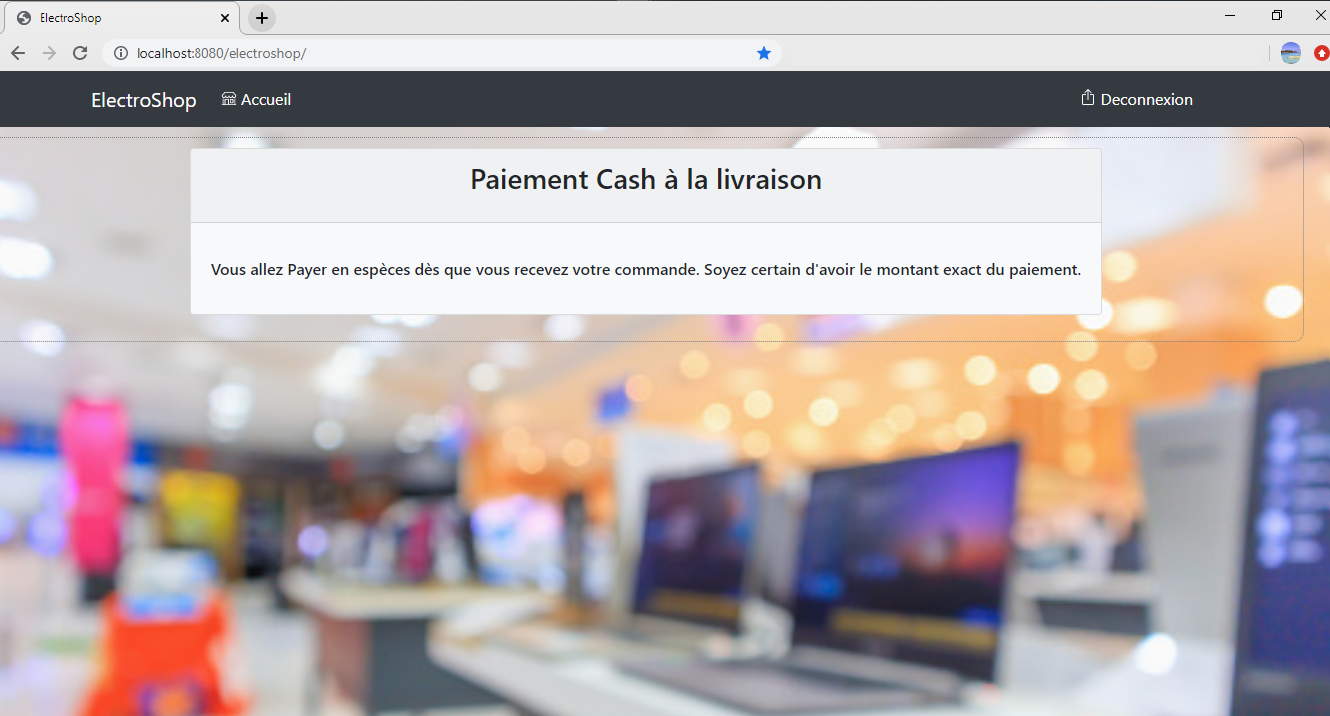 ElectroShop
localhost:8080/electroshop/
ElectroShop Accueil Deconnexion
Paiement Cash à la livraison
Vous allez Payer en espèces dès que vous recevez votre commande. Soyez certain d'avoir le montant exact du paiement.